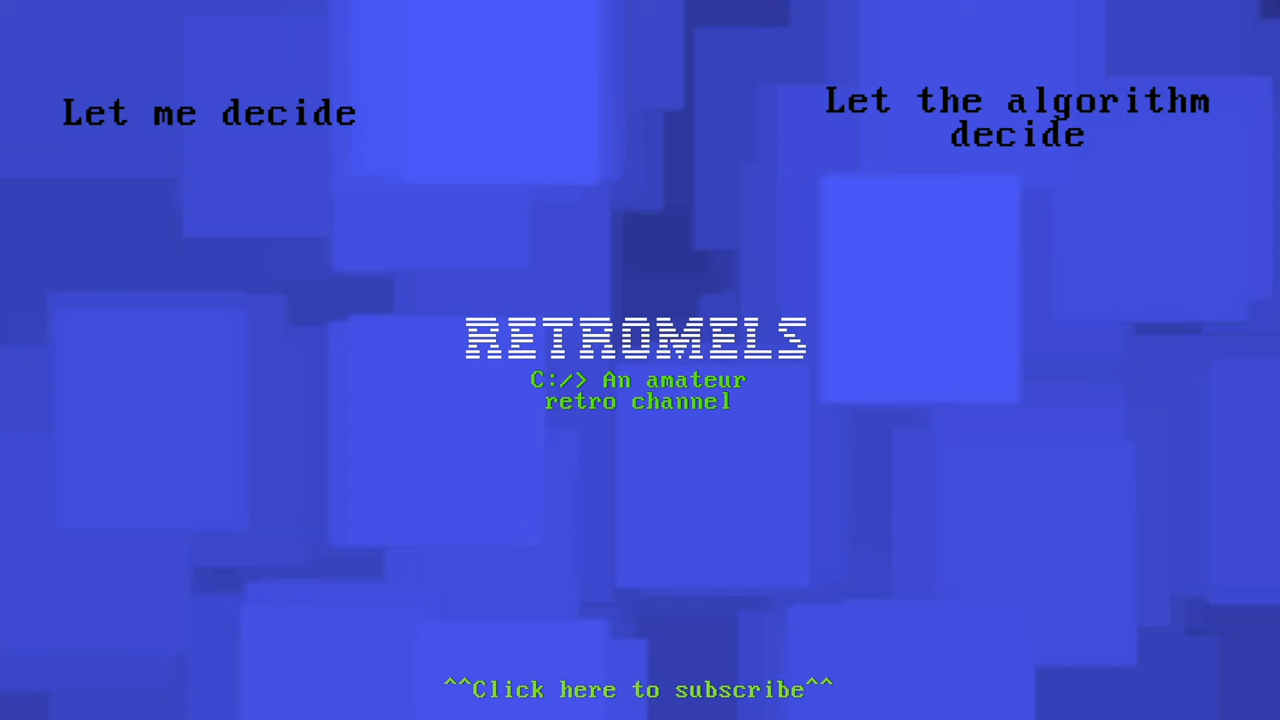 Let me decide
Let the algorithm
decide
RETROMELS
C:/> An amateur
retro channel
^^Click here to subscribe^^